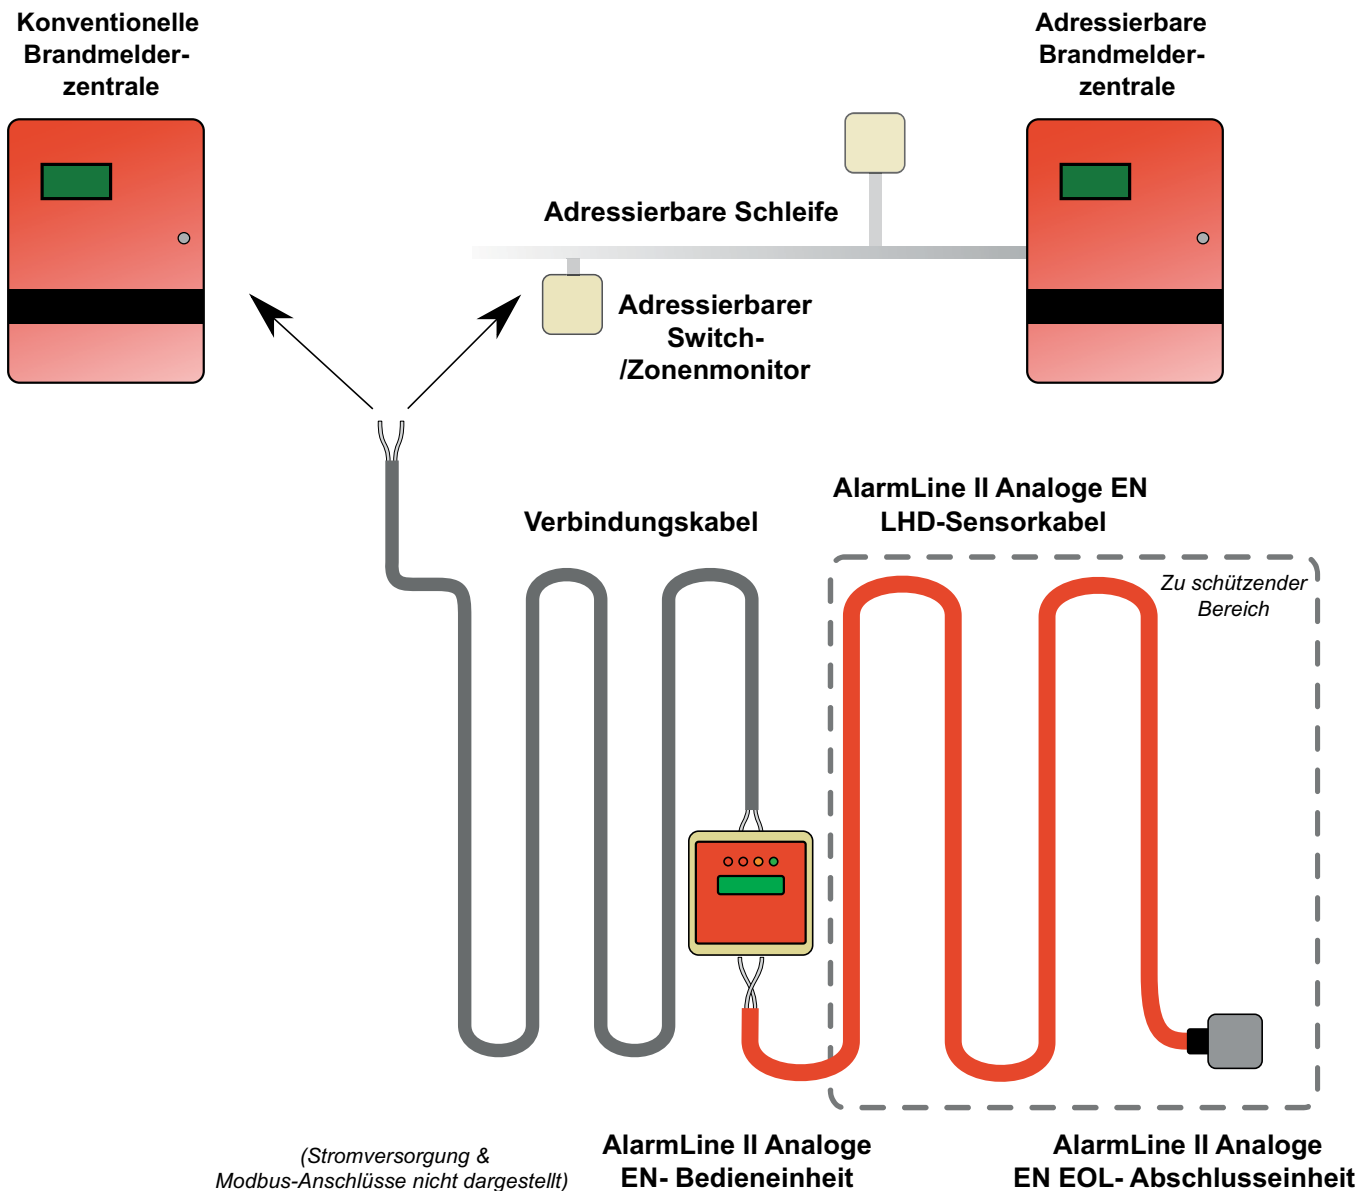 Konventionelle
Brandmelder-
zentrale
Adressierbare
Brandmelder-
zentrale
Adressierbare Schleife
Adressierbarer
Switch-
/Zonenmonitor
AlarmLine II Analoge EN
LHD-Sensorkabel
Verbindungskabel
Zu schützender
Bereich
(Stromversorgung &
Modbus-Anschlüsse nicht dargestellt)
AlarmLine II Analoge
EN- Bedieneinheit
AlarmLine II Analoge
EN EOL- Abschlusseinheit